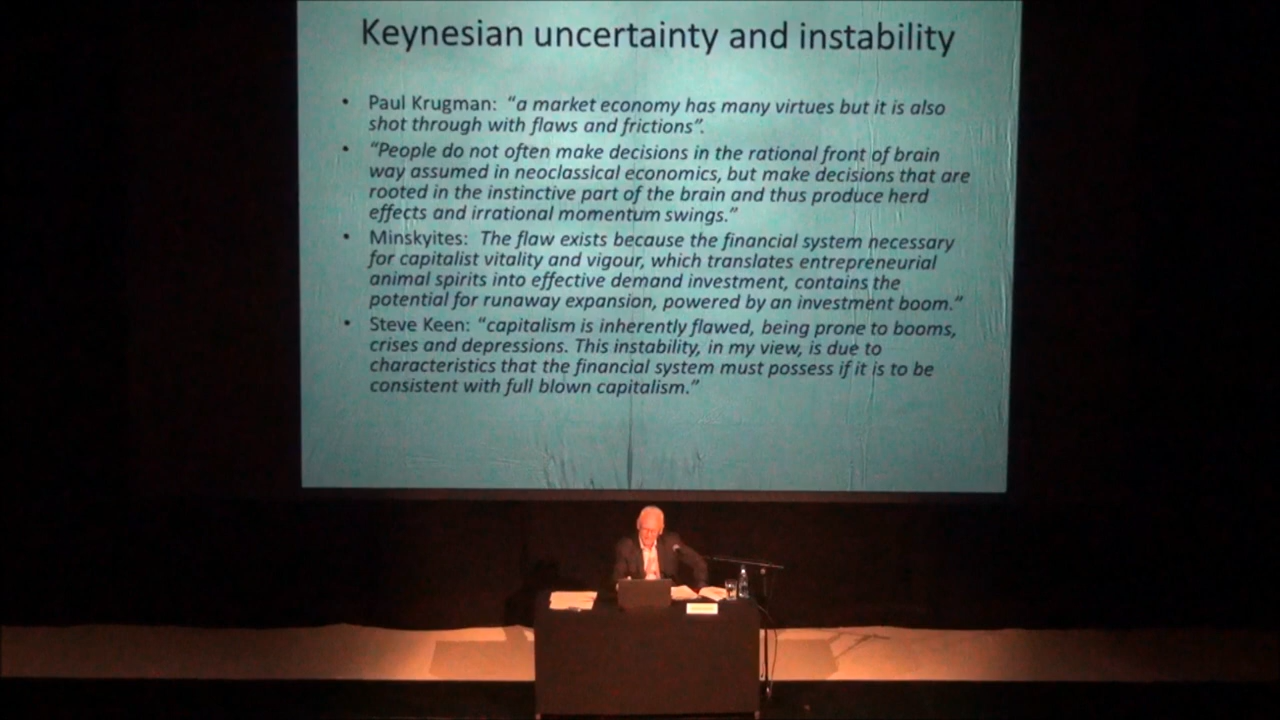 Keynesian uncertainty and instability
• Paul Krugman: “a market economy has many virtues but it is also
shot through with flaws and frictions”.
• “People do not often make decisions in the rational front of brain
way assumed in neoclassical economics, but make decisions that are
rooted in the instinctive part of the brain and thus produce herd
effects and irrational momentum swings.”
• Minskyites: The flaw exists because the financial system necessary
for capitalist vitality and vigour, which translates entrepreneurial
animal spirits into effective demand investment, contains the
potential for runaway expansion, powered by an investment boom.”
• Steve Keen: “capitalism is inherently flawed, being prone to booms,
crises and depressions. This instability, in my view, is due to
characteristics that the financial system must possess if it is to be
consistent with full blown capitalism.”